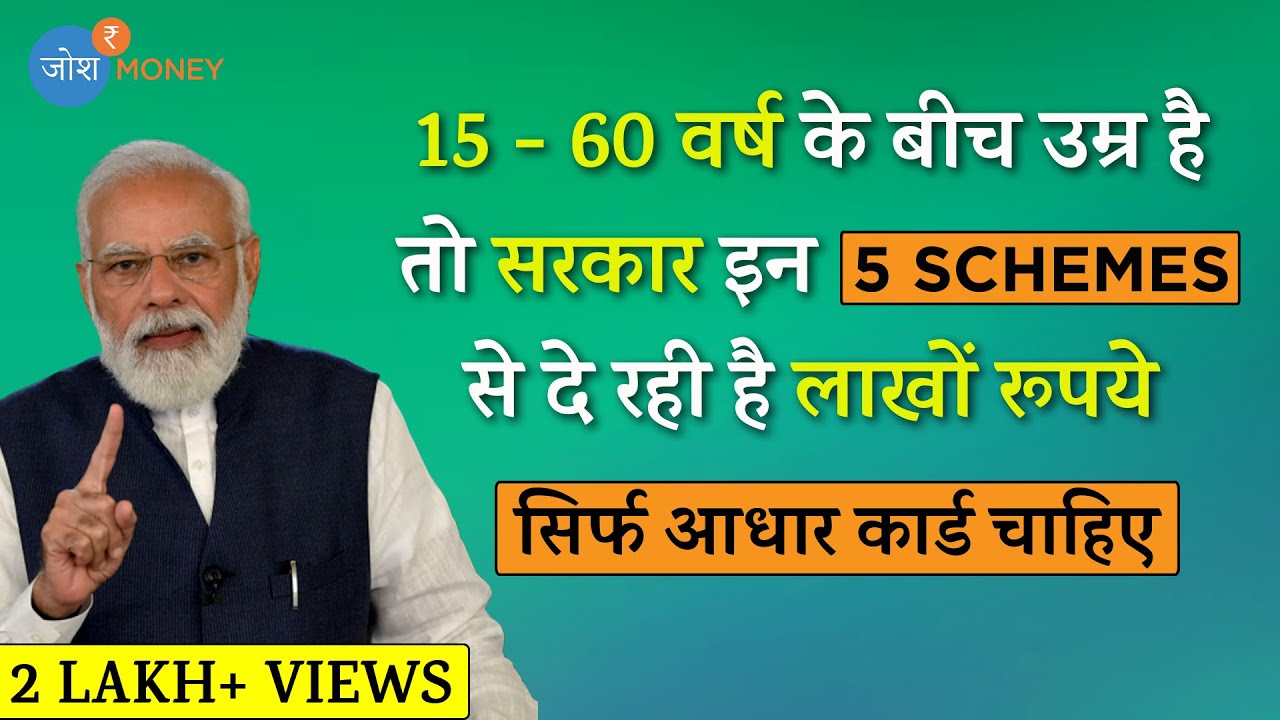 ₹
जोश MONEY
15 - 60 वर्ष के बीच उम्र है
तो सरकार इन 5 SCHEMES
से दे रही है लाखों रूपये
सिर्फ आधार कार्ड चाहिए
2 LAKH+ VIEWS